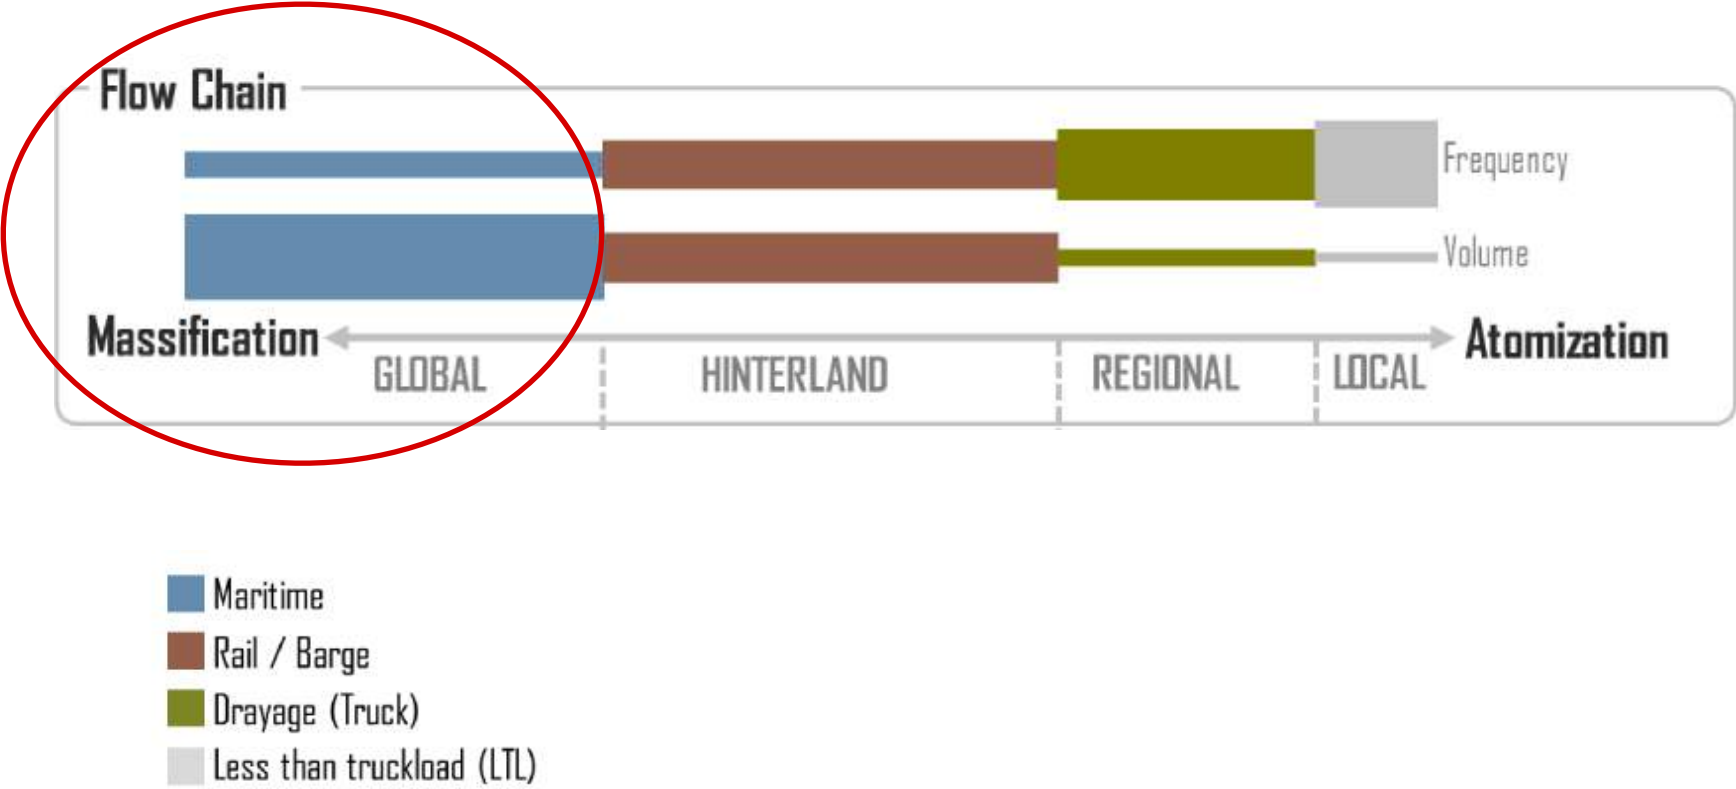 Flow Chain
Frequency
Volume
Massification
Atomization
GLOBAL
HINTERLAND
REGIONAL
LOCAL
Maritime
Rail / Barge
Drayage (Truck)
Less than truckload (LTL)